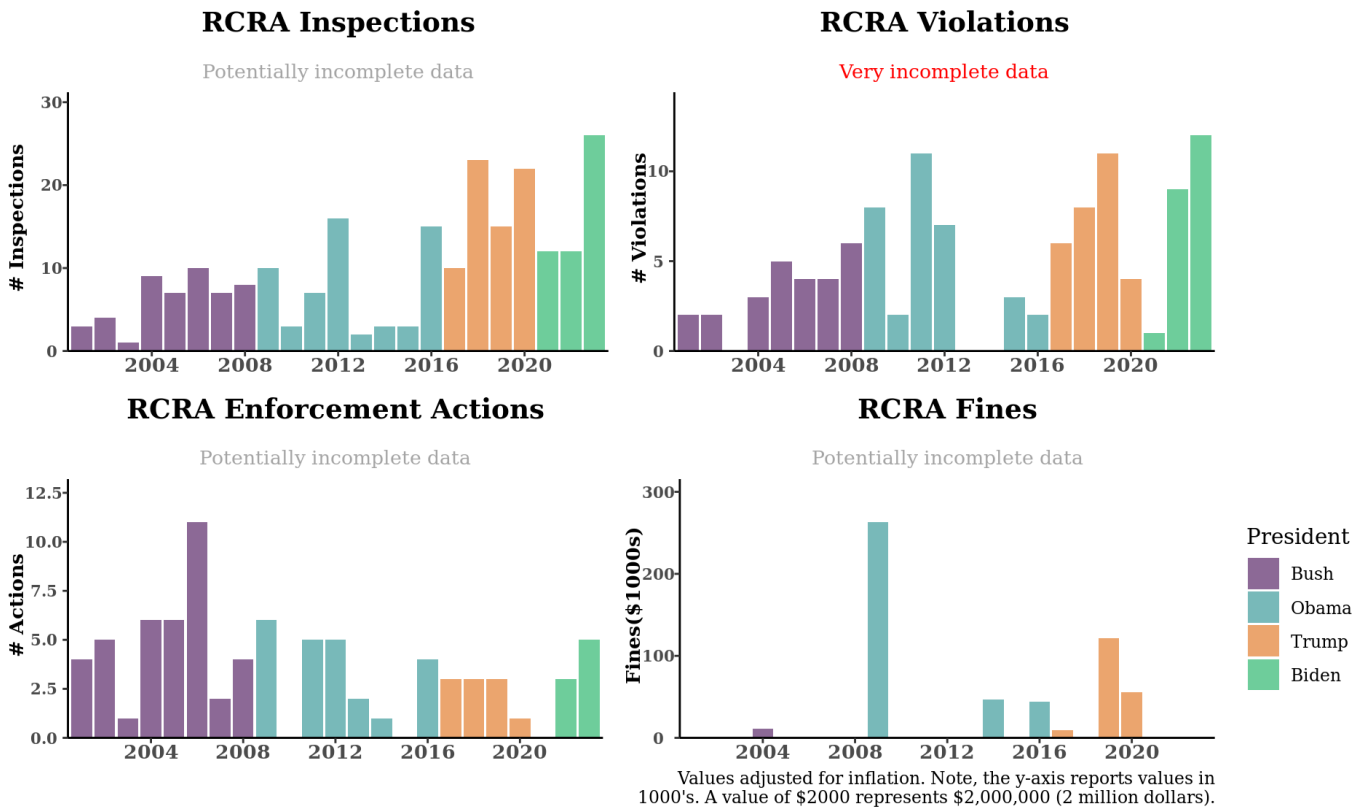 RCRA Inspections
Potentially incomplete data
# Inspections
30
20
10
0
2004 2008 2012 2016 2020
RCRA Violations
Very incomplete data
# Violations
10
5
0
2004 2008 2012 2016 2020
RCRA Enforcement Actions
Potentially incomplete data
# Actions
12.5
10.0
7.5
5.0
2.5
0.0
2004 2008 2012 2016 2020
RCRA Fines
Potentially incomplete data
Fines($1000s)
300
200
100
0
2004 2008 2012 2016 2020
Values adjusted for inflation. Note, the y-axis reports values in
1000's. A value of $2000 represents $2,000,000 (2 million dollars).
President
Bush
Obama
Trump
Biden